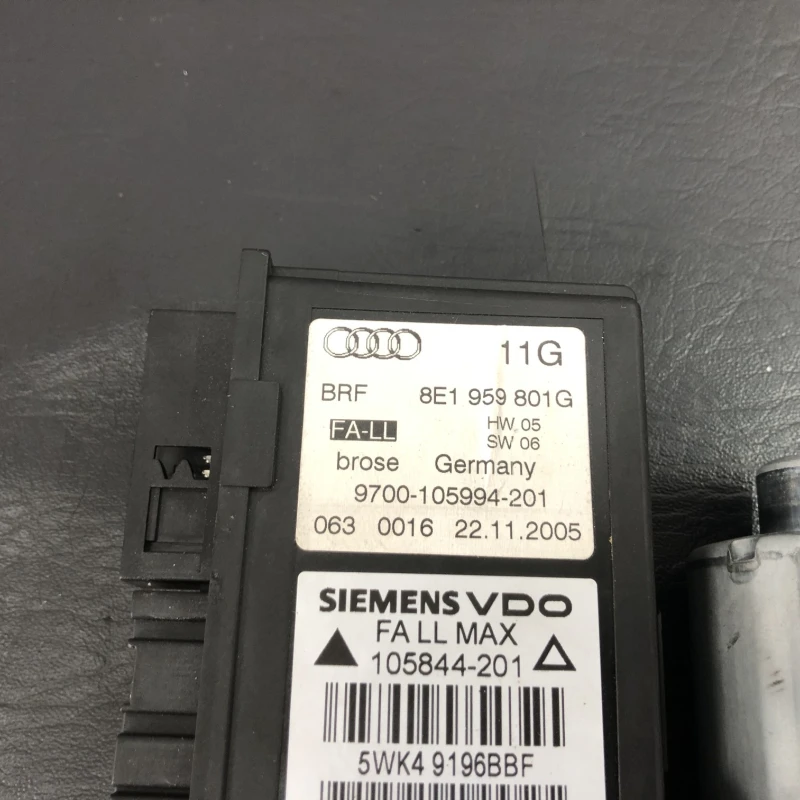 11G
BRF 8E1 959 801G
FA-LL HW 05
SW 06
brose Germany
9700-105994-201
063 0016 22.11.2005
SIEMENS VDO
FA LL MAX
105844-201
5WK4 9196BBF